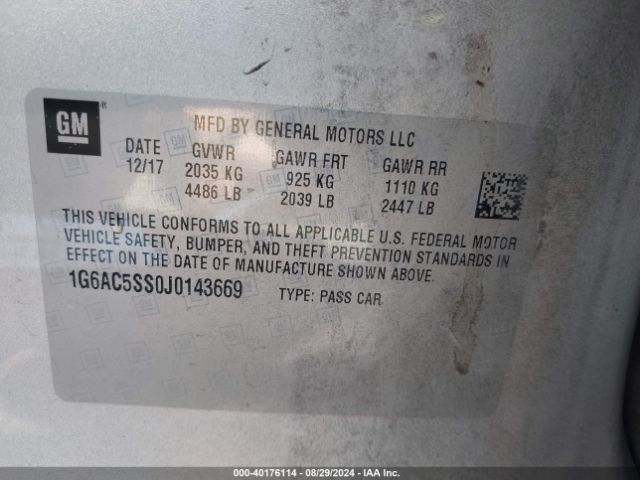 GM
MFD BY GENERAL MOTORS LLC
DATE GVWR GAWR FRT GAWR RR
12/17 2035 KG 925 KG 1110 KG
4486 LB 2039 LB 2447 LB
THIS VEHICLE CONFORMS TO ALL APPLICABLE U.S. FEDERAL MOTOR
VEHICLE SAFETY, BUMPER, AND THEFT PREVENTION STANDARDS IN
EFFECT ON THE DATE OF MANUFACTURE SHOWN ABOVE.
1G6AC5SS0J0143669 TYPE: PASS CAR
000-40176114 - 08/29/2024 - IAA Inc.